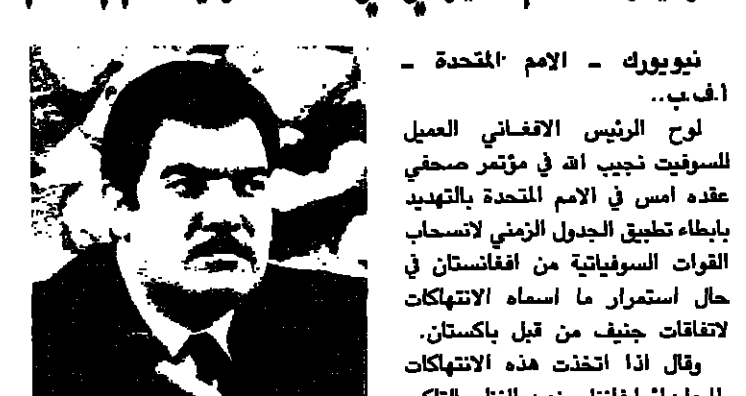 نيويورك ـ الامم المتحدة ـ
أ.ف.ب..
لوح الرئيس الافغاني العميل
للسوفيت نجيب الله في مؤتمر صحفي
عقده امس في الامم المتحدة بالتهديد
بابطاء تطبيق الجدول الزمني لانسحاب
القوات السوفياتية من افغانستان في
حال استمرار ما اسماه الانتهاكات
لاتفاقات جنيف من قبل باكستان.
وقال اذا اتخذت هذه الانتهاكات